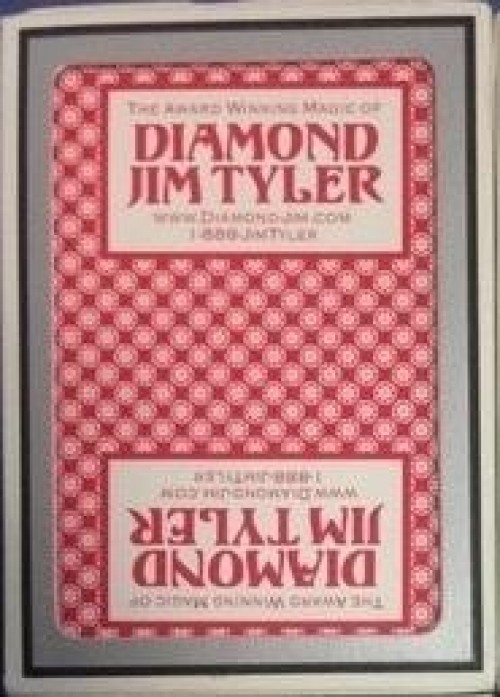 THE AWARD WINNING MAGIC OF
DIAMOND
JIM TYLER
WWW.DIAMOND-JIM.COM
1-888-JIMTYLER
THE AWARD WINNING MAGIC OF
DIAMOND
JIM TYLER
WWW.DIAMOND-JIM.COM
1-888-JIMTYLER